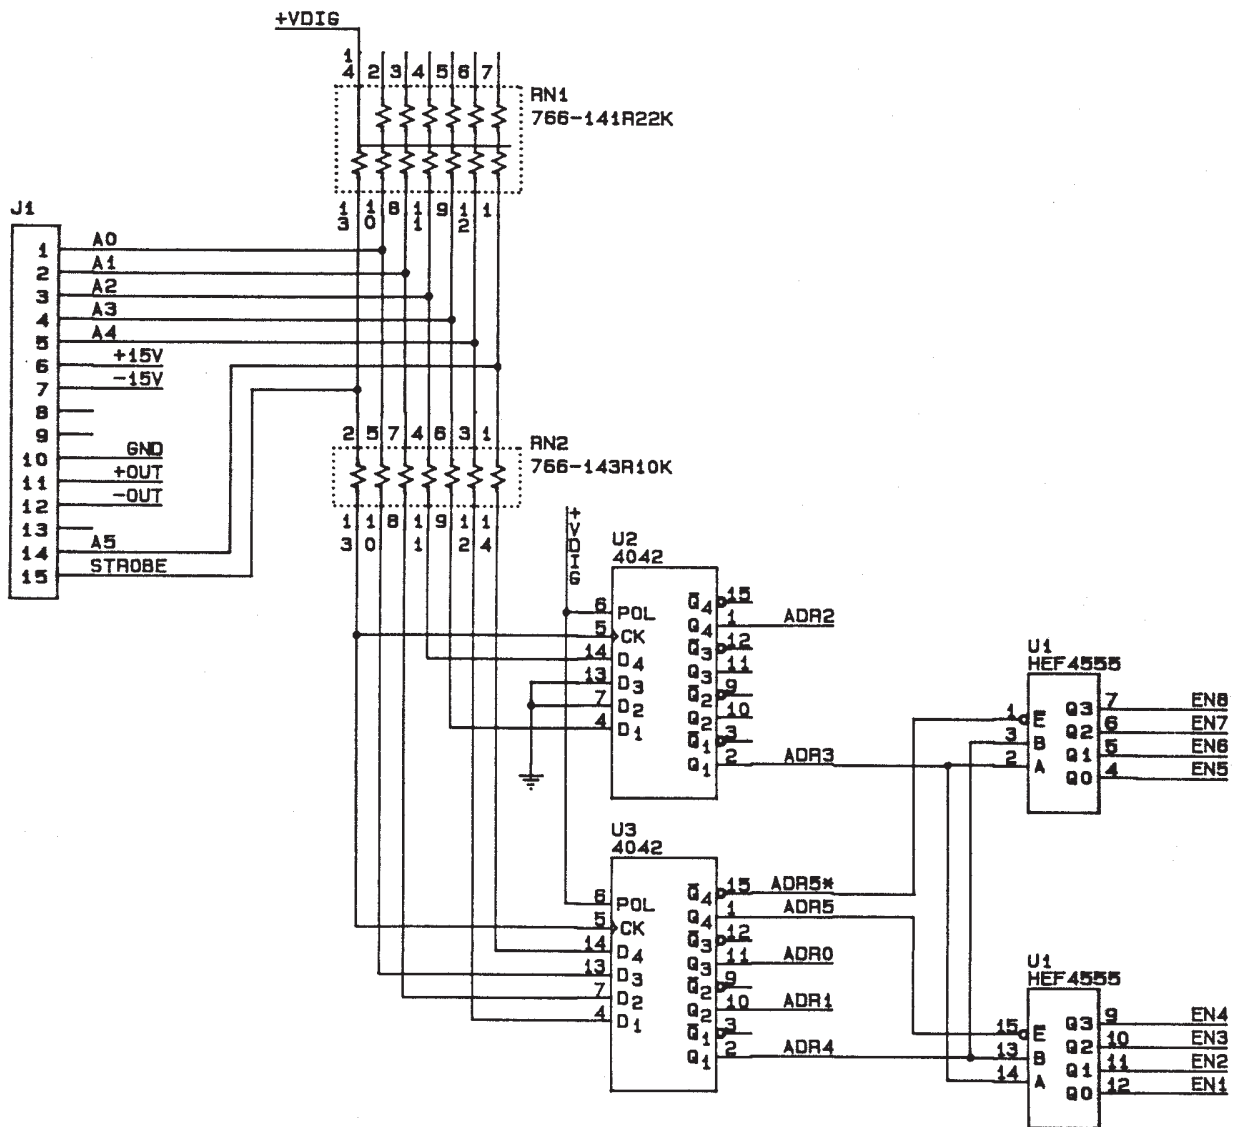 +VDIG
1
4 2 3 4 5 6 7
RN1
766-141R22K
1 1 8 1 9 1 1
3 0 1 2
J1
1 A0
2 A1
3 A2
4 A3
5 A4
6 +15V
7 -15V
8
9
10 GND
11 +OUT
12 -OUT
13
14 A5
15 STROBE
2 5 7 4 6 3 1
RN2
766-143R10K
1 1 8 1 9 1 1
3 0 1 2 4
+VDIG
U2
4042
6 POL
5 CK
14 D4
13 D3
7 D2
4 D1
Q̅4 15
Q4 1 ADR2
Q̅3 12
Q3 11
Q̅2 9
Q2 10
Q̅1 3
Q1 2 ADR3
U1
HEF4555
1 E̅
3 B
2 A
Q3 7 EN8
Q2 6 EN7
Q1 5 EN6
Q0 4 EN5
U3
4042
6 POL
5 CK
14 D4
13 D3
7 D2
4 D1
Q̅4 15 ADR5*
Q4 1 ADR5
Q̅3 12
Q3 11 ADR0
Q̅2 9
Q2 10 ADR1
Q̅1 3
Q1 2 ADR4
U1
HEF4555
15 E̅
13 B
14 A
Q3 9 EN4
Q2 10 EN3
Q1 11 EN2
Q0 12 EN1